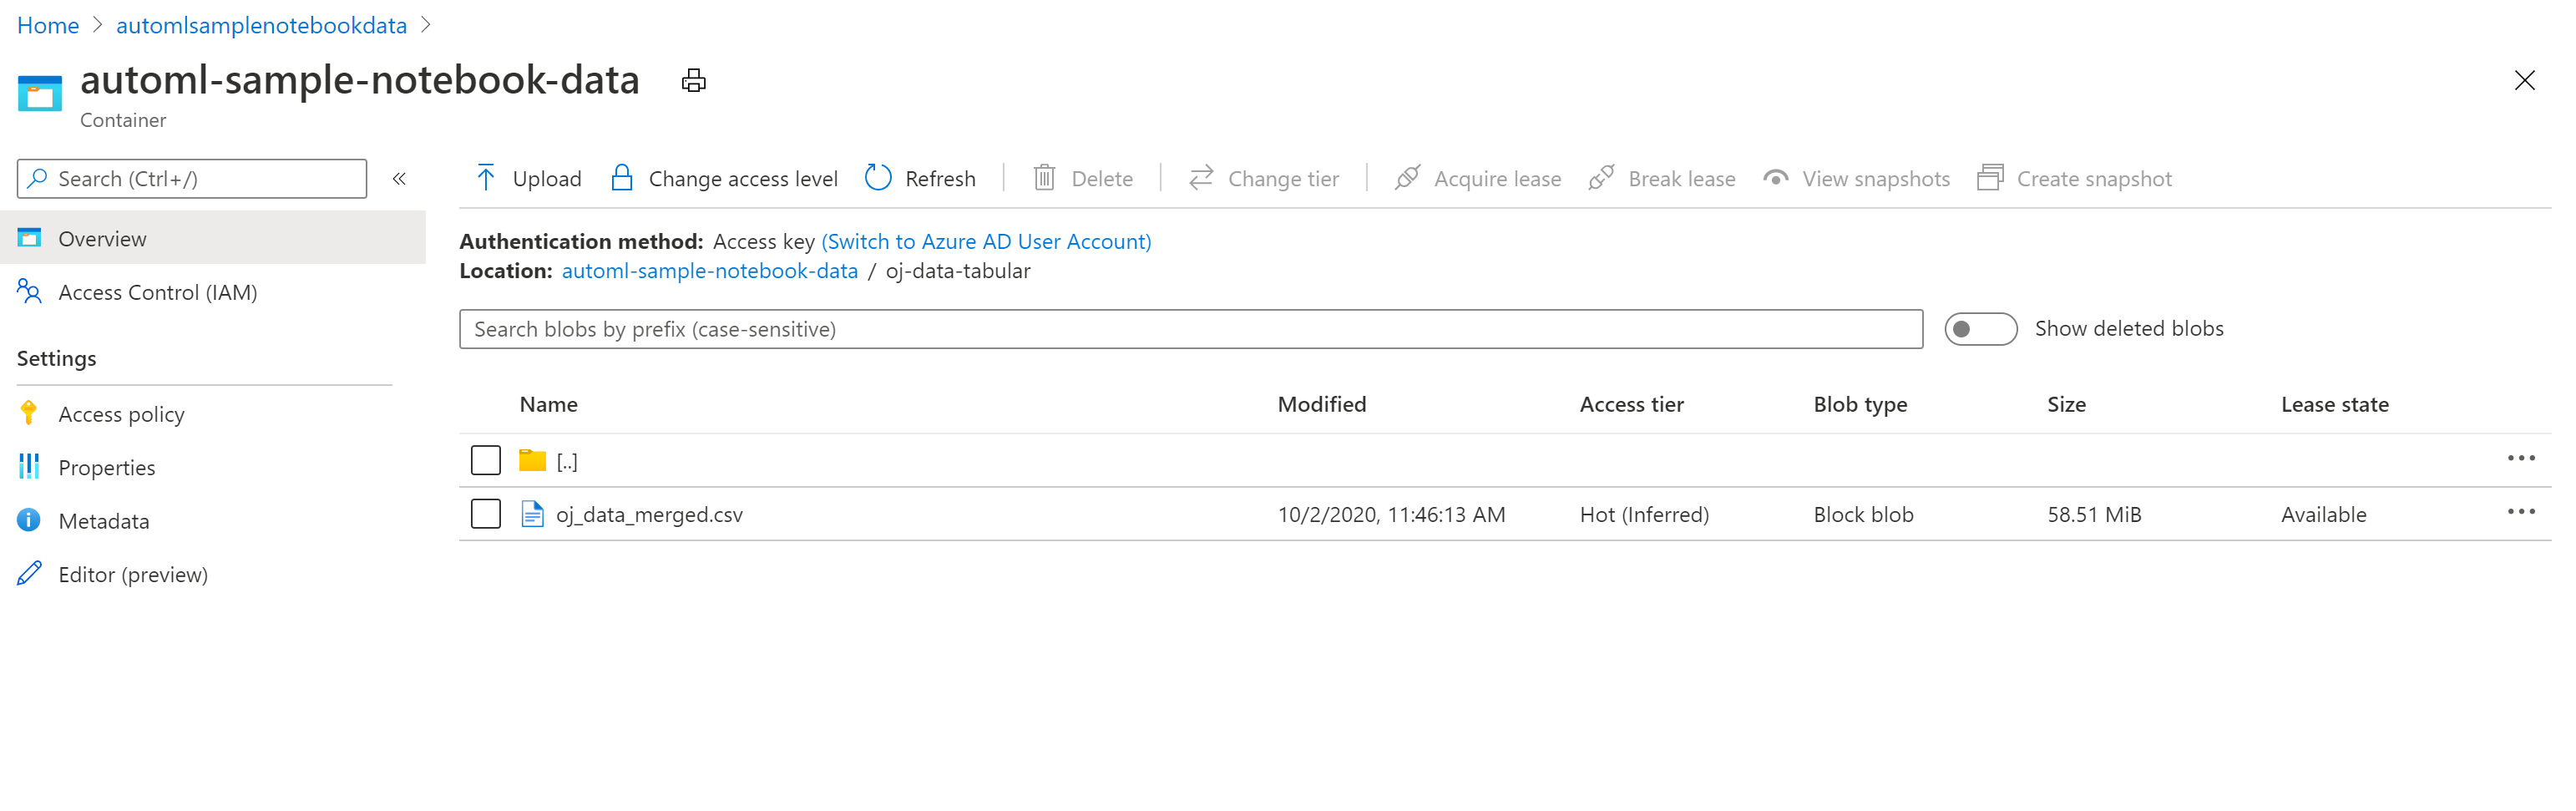 Home > automlsamplenotebookdata >
automl-sample-notebook-data
Container
Search (Ctrl+/)
«
Upload Change access level Refresh Delete Change tier Acquire lease Break lease View snapshots Create snapshot
Overview
Access Control (IAM)
Settings
Access policy
Properties
Metadata
Editor (preview)
Authentication method: Access key (Switch to Azure AD User Account)
Location: automl-sample-notebook-data / oj-data-tabular
Search blobs by prefix (case-sensitive)
Show deleted blobs
Name Modified Access tier Blob type Size Lease state
[..]
oj_data_merged.csv 10/2/2020, 11:46:13 AM Hot (Inferred) Block blob 58.51 MiB Available